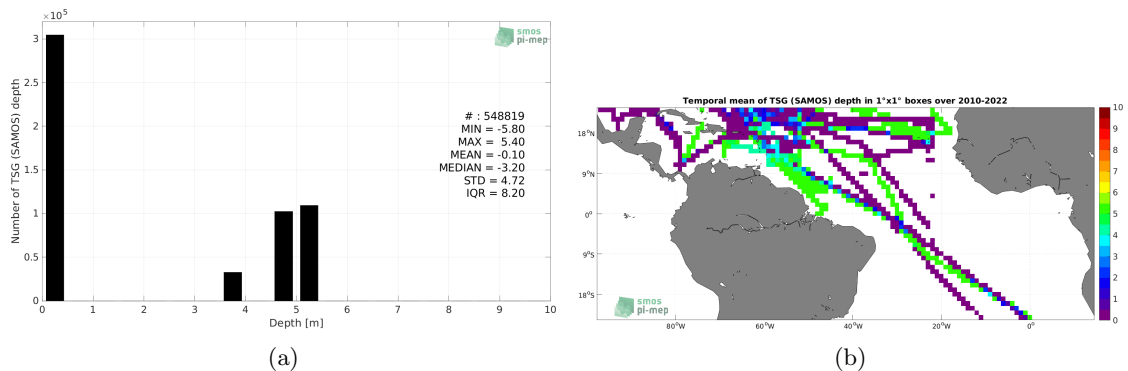 ×10⁵
3
2.5
2
1.5
1
0.5
0
0 1 2 3 4 5 6 7 8 9 10
Number of TSG (SAMOS) depth
Depth [m]
smos
pi-mep
# : 548819
MIN = -5.80
MAX = 5.40
MEAN = -0.10
MEDIAN = -3.20
STD = 4.72
IQR = 8.20
(a)
Temporal mean of TSG (SAMOS) depth in 1°x1° boxes over 2010-2022
18°N
9°N
0°
9°S
18°S
80°W 60°W 40°W 20°W 0°
smos
pi-mep
10
9
8
7
6
5
4
3
2
1
0
(b)